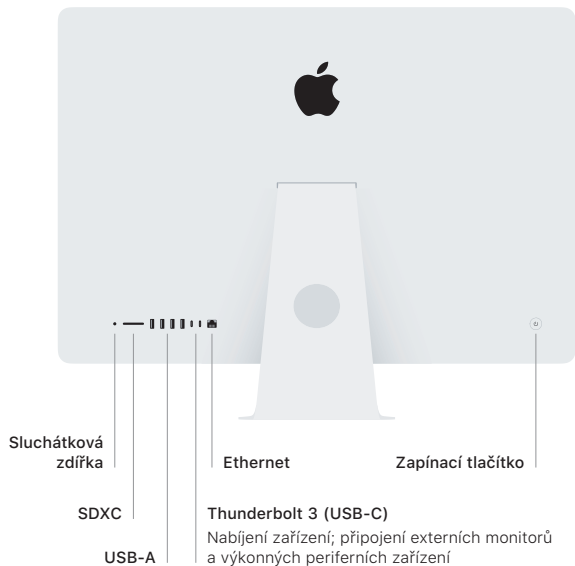 Sluchátková
zdířka
Ethernet
Zapínací tlačítko
SDXC
Thunderbolt 3 (USB-C)
Nabíjení zařízení; připojení externích monitorů
a výkonných periferních zařízení
USB-A